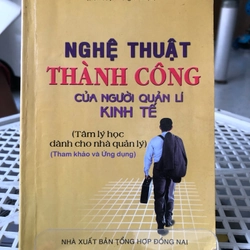 NGHỆ THUẬT
THÀNH CÔNG
CỦA NGƯỜI QUẢN LÍ
KINH TẾ
(Tâm lý học
dành cho nhà quản lý)
(Tham khảo và Ứng dụng)
NHÀ XUẤT BẢN TỔNG HỢP ĐỒNG NAI